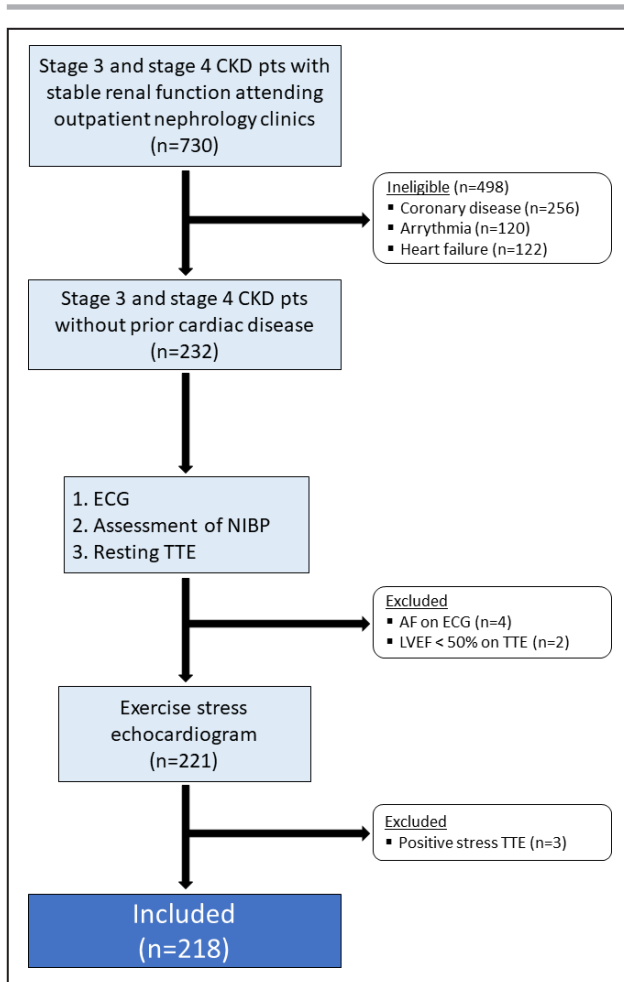 Stage 3 and stage 4 CKD pts with
stable renal function attending
outpatient nephrology clinics
(n=730)
Ineligible (n=498)
▪ Coronary disease (n=256)
▪ Arrythmia (n=120)
▪ Heart failure (n=122)
Stage 3 and stage 4 CKD pts
without prior cardiac disease
(n=232)
1. ECG
2. Assessment of NIBP
3. Resting TTE
Excluded
▪ AF on ECG (n=4)
▪ LVEF < 50% on TTE (n=2)
Exercise stress
echocardiogram
(n=221)
Excluded
▪ Positive stress TTE (n=3)
Included
(n=218)